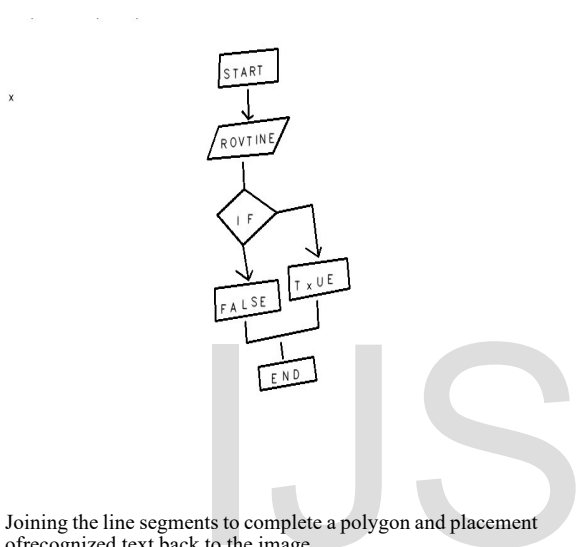 START
x
ROVTINE
IF
TxUE
FALSE
END
IJS
Joining the line segments to complete a polygon and placement
ofrecognized text back to the image